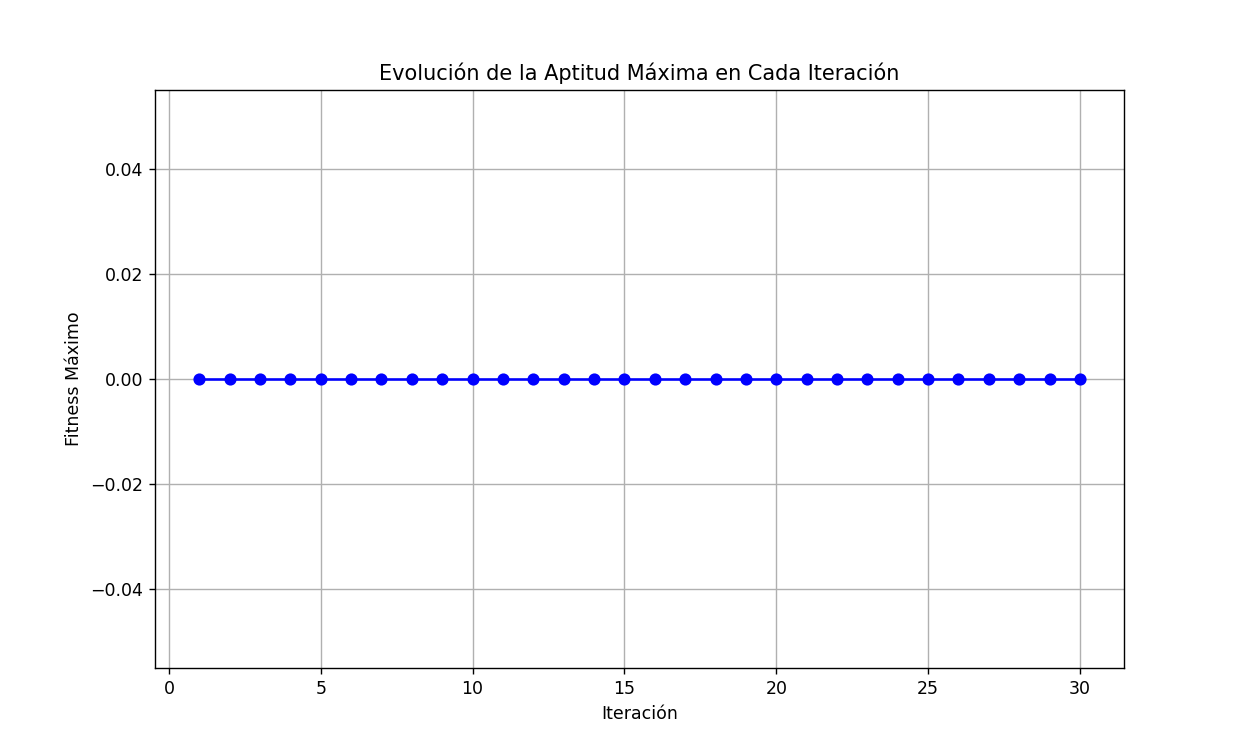 Evolución de la Aptitud Máxima en Cada Iteración
Fitness Máximo
0.04
0.02
0.00
−0.02
−0.04
0 5 10 15 20 25 30
Iteración